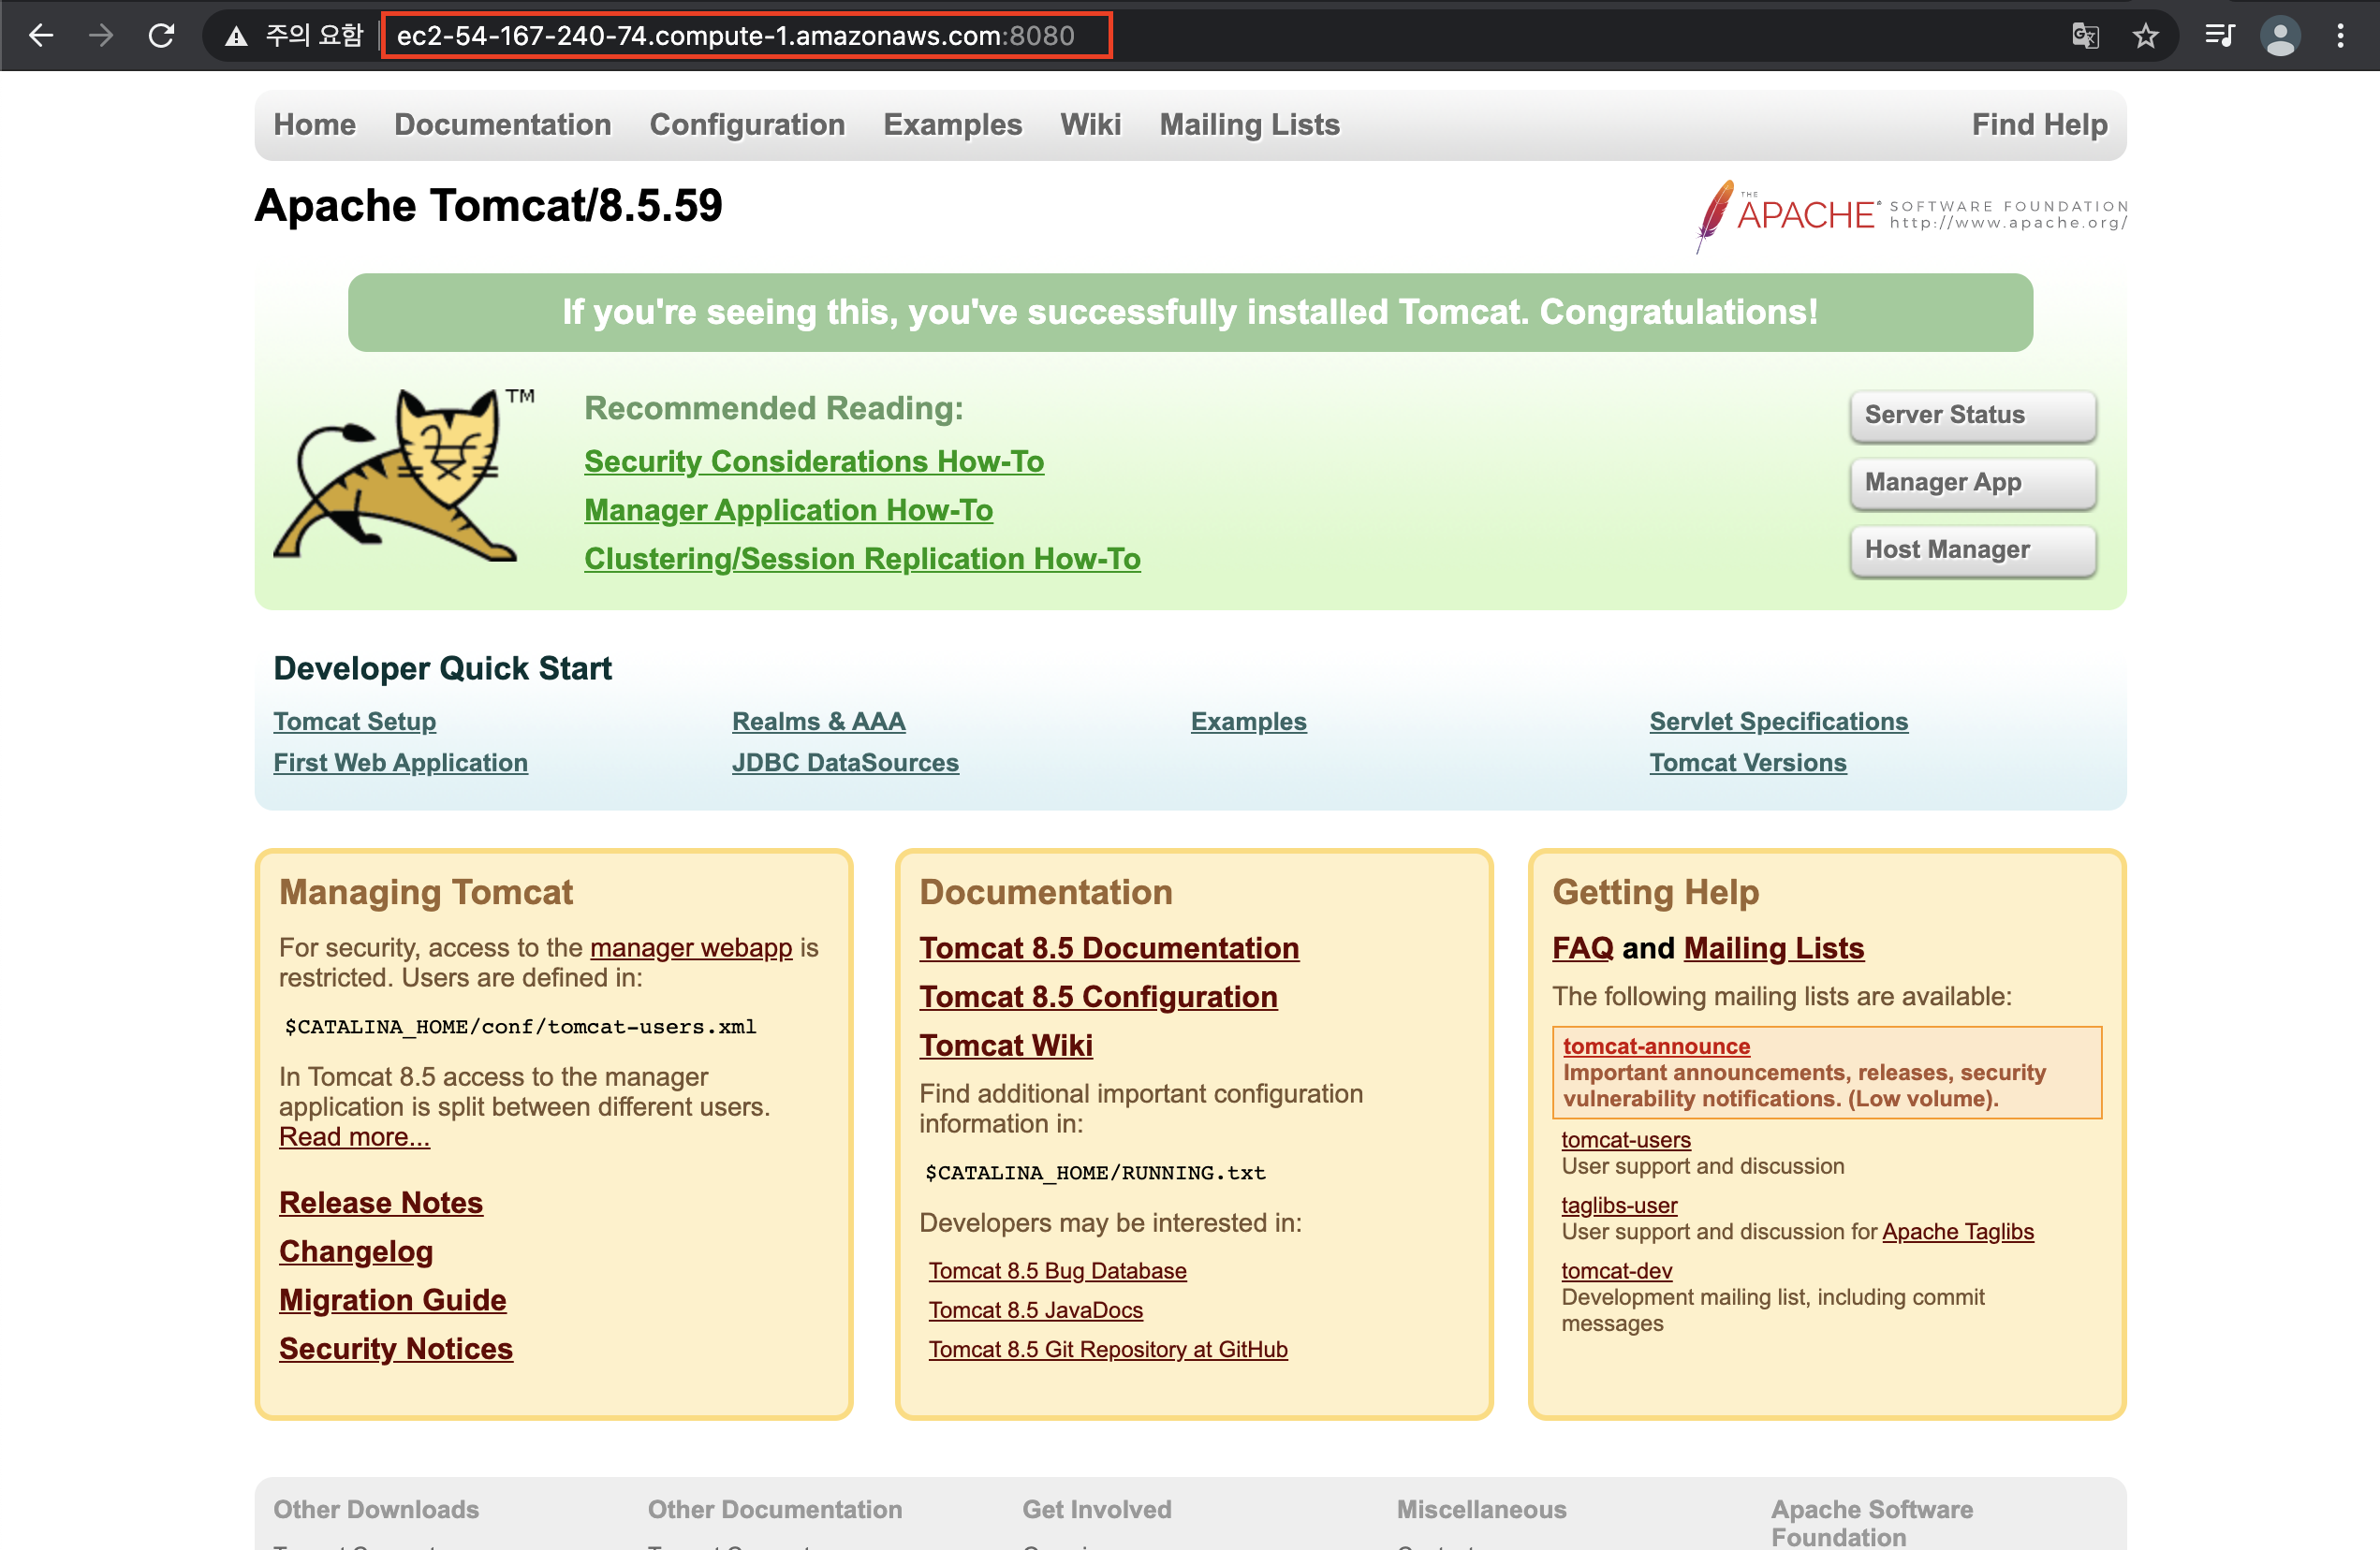 주의 요함 ec2-54-167-240-74.compute-1.amazonaws.com:8080
Home Documentation Configuration Examples Wiki Mailing Lists Find Help
Apache Tomcat/8.5.59
THE APACHE® SOFTWARE FOUNDATION
http://www.apache.org/
If you're seeing this, you've successfully installed Tomcat. Congratulations!
TM
Recommended Reading:
Security Considerations How-To
Manager Application How-To
Clustering/Session Replication How-To
Server Status
Manager App
Host Manager
Developer Quick Start
Tomcat Setup
First Web Application
Realms & AAA
JDBC DataSources
Examples
Servlet Specifications
Tomcat Versions
Managing Tomcat
For security, access to the manager webapp is
restricted. Users are defined in:
$CATALINA_HOME/conf/tomcat-users.xml
In Tomcat 8.5 access to the manager
application is split between different users.
Read more...
Release Notes
Changelog
Migration Guide
Security Notices
Documentation
Tomcat 8.5 Documentation
Tomcat 8.5 Configuration
Tomcat Wiki
Find additional important configuration
information in:
$CATALINA_HOME/RUNNING.txt
Developers may be interested in:
Tomcat 8.5 Bug Database
Tomcat 8.5 JavaDocs
Tomcat 8.5 Git Repository at GitHub
Getting Help
FAQ and Mailing Lists
The following mailing lists are available:
tomcat-announce
Important announcements, releases, security
vulnerability notifications. (Low volume).
tomcat-users
User support and discussion
taglibs-user
User support and discussion for Apache Taglibs
tomcat-dev
Development mailing list, including commit
messages
Other Downloads
Other Documentation
Get Involved
Miscellaneous
Apache Software
Foundation